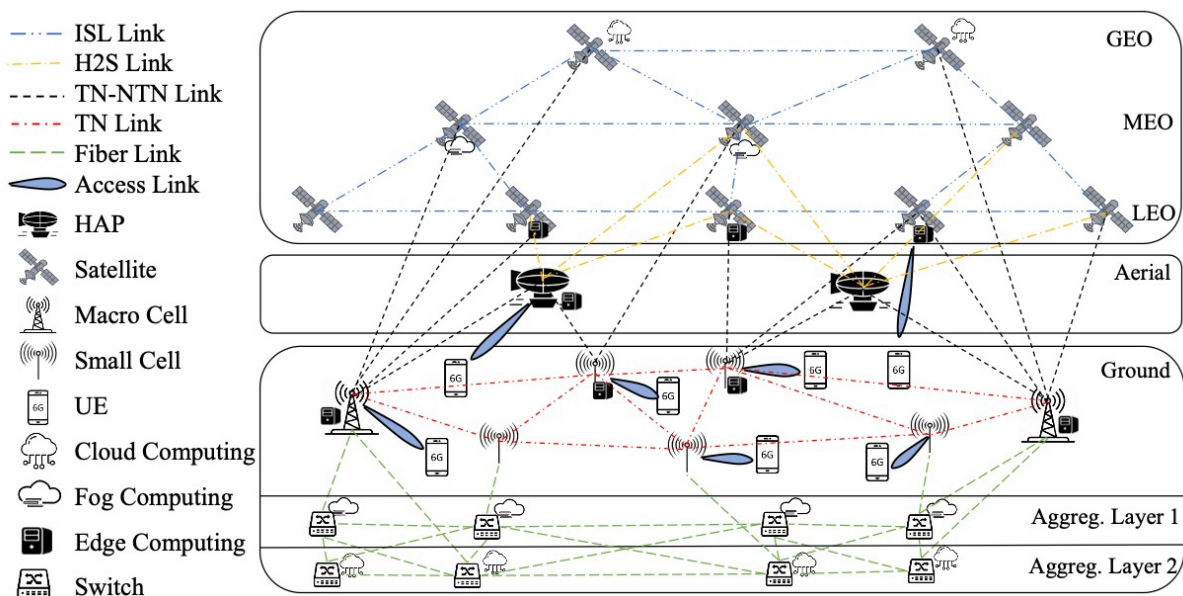 ISL Link
H2S Link
TN-NTN Link
TN Link
Fiber Link
Access Link
HAP
Satellite
Macro Cell
Small Cell
6G
UE
Cloud Computing
Fog Computing
Edge Computing
Switch
GEO
MEO
LEO
Aerial
Ground
6G
6G
6G
6G
6G
6G
6G
Aggreg. Layer 1
Aggreg. Layer 2